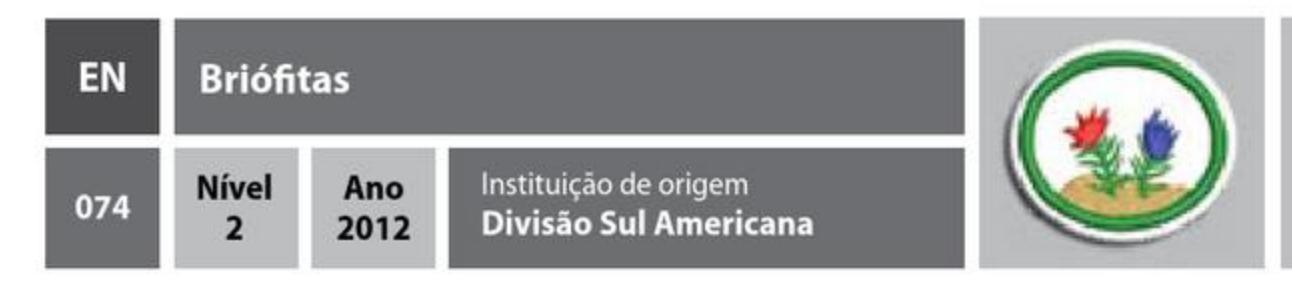 EN
Briófitas
074
Nível
2
Ano
2012
Instituição de origem
Divisão Sul Americana